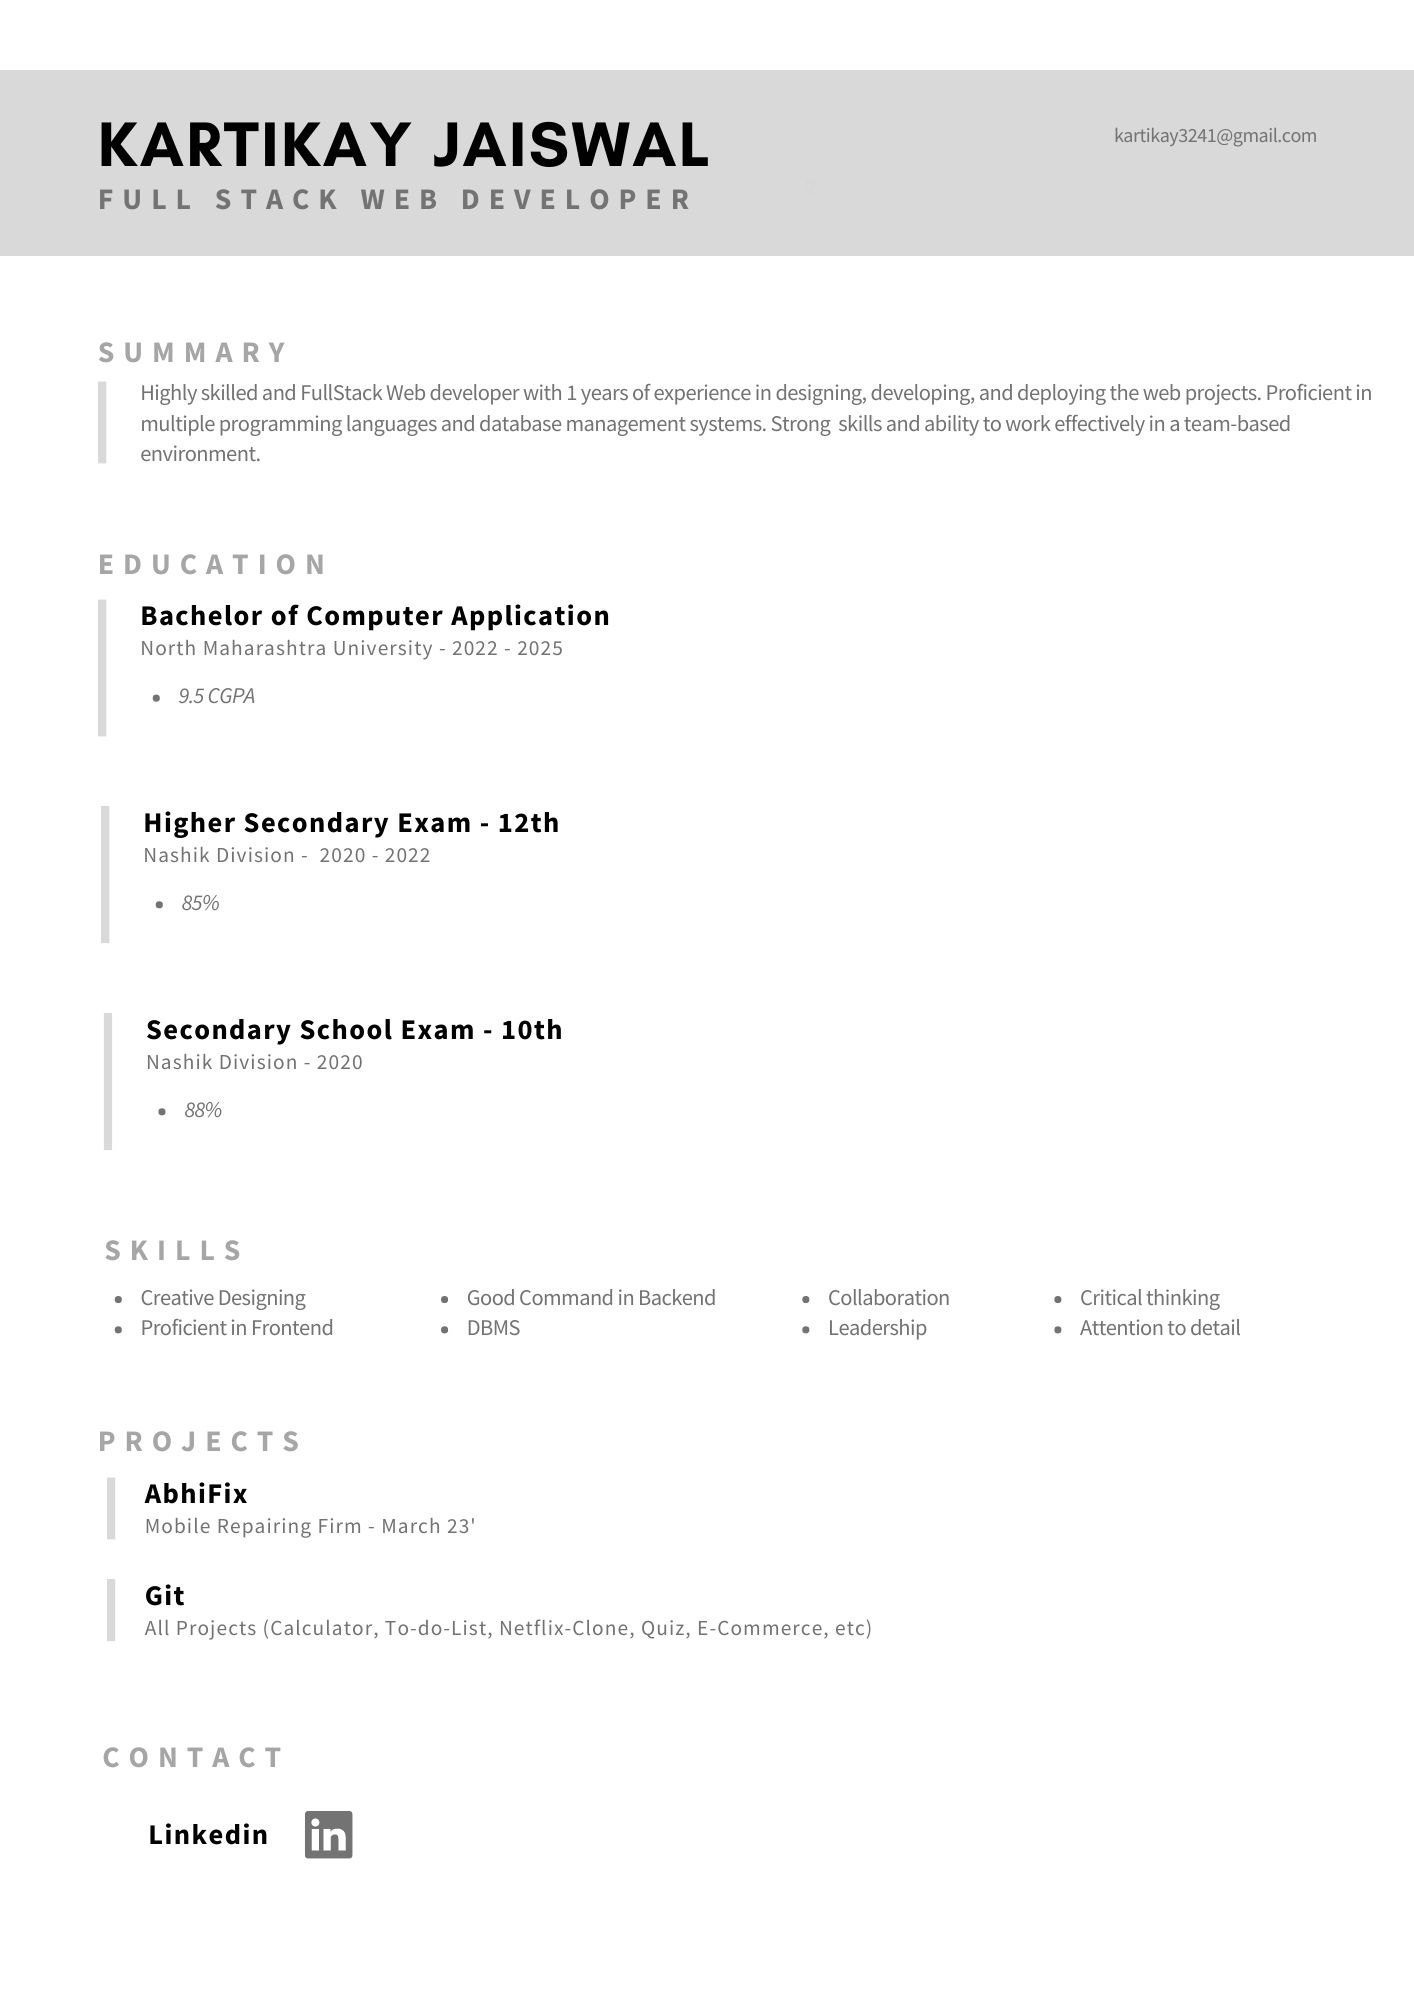 KARTIKAY JAISWAL
FULL STACK WEB DEVELOPER
kartikay3241@gmail.com
SUMMARY
Highly skilled and FullStack Web developer with 1 years of experience in designing, developing, and deploying the web projects. Proficient in
multiple programming languages and database management systems. Strong  skills and ability to work effectively in a team-based
environment.
EDUCATION
Bachelor of Computer Application
North Maharashtra University - 2022 - 2025
• 9.5 CGPA
Higher Secondary Exam - 12th
Nashik Division -  2020 - 2022
• 85%
Secondary School Exam - 10th
Nashik Division - 2020
• 88%
SKILLS
• Creative Designing
• Proficient in Frontend
• Good Command in Backend
• DBMS
• Collaboration
• Leadership
• Critical thinking
• Attention to detail
PROJECTS
AbhiFix
Mobile Repairing Firm - March 23'
Git
All Projects (Calculator, To-do-List, Netflix-Clone, Quiz, E-Commerce, etc)
CONTACT
Linkedin
in